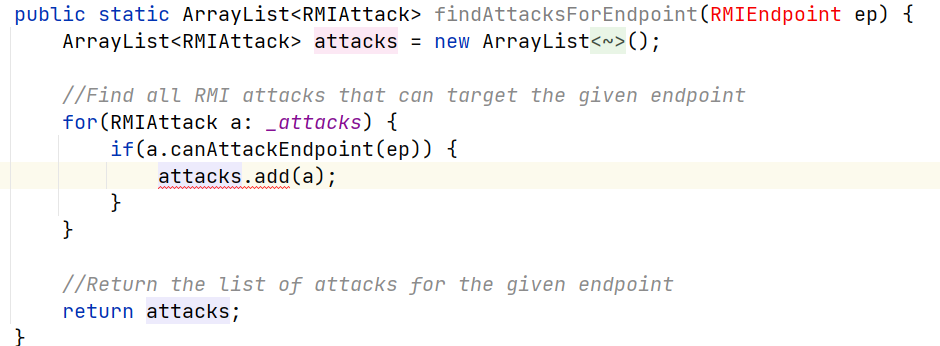 public static ArrayList<RMIAttack> findAttacksForEndpoint(RMIEndpoint ep) {
    ArrayList<RMIAttack> attacks = new ArrayList<~>();
    //Find all RMI attacks that can target the given endpoint
    for(RMIAttack a: _attacks) {
        if(a.canAttackEndpoint(ep)) {
            attacks.add(a);
        }
    }
    //Return the list of attacks for the given endpoint
    return attacks;
}